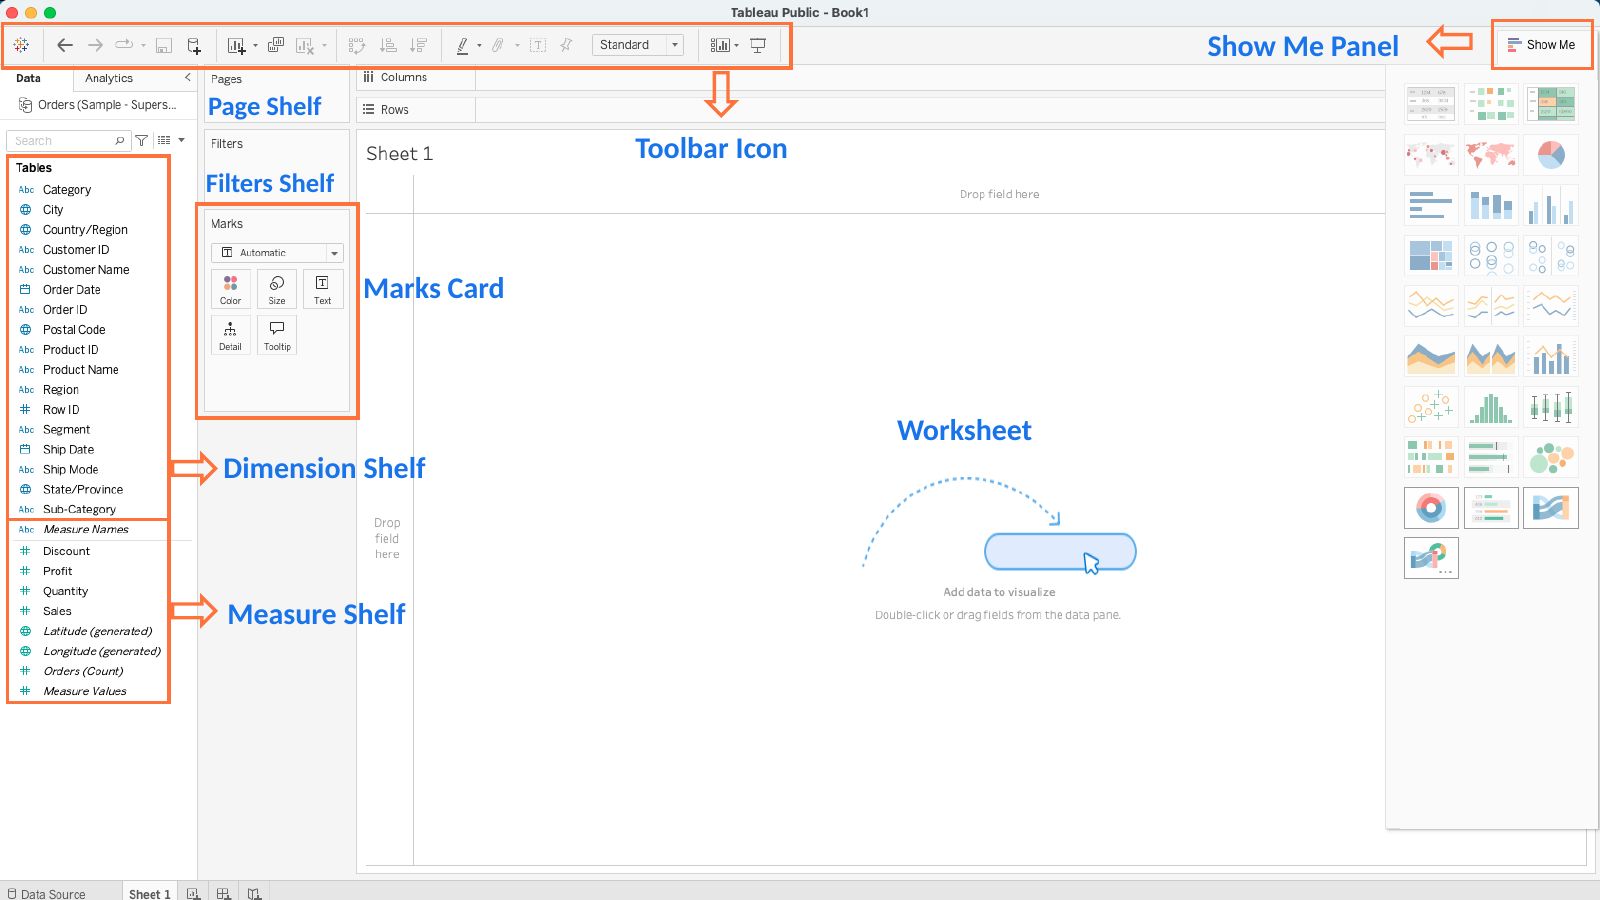 Tableau Public - Book1
Standard
Show Me Panel
Show Me
Data
Analytics
Orders (Sample - Supers...
Search
Tables
Abc Category
City
Country/Region
Abc Customer ID
Abc Customer Name
Order Date
Abc Order ID
Postal Code
Abc Product ID
Abc Product Name
Abc Region
Row ID
Abc Segment
Ship Date
Abc Ship Mode
State/Province
Abc Sub-Category
Abc Measure Names
Discount
Profit
Quantity
Sales
Latitude (generated)
Longitude (generated)
Orders (Count)
Measure Values
Dimension Shelf
Measure Shelf
Pages
Page Shelf
Filters
Filters Shelf
Marks
Automatic
Color
Size
Text
Detail
Tooltip
Marks Card
Columns
Rows
Toolbar Icon
Sheet 1
Drop field here
Drop
field
here
Worksheet
Add data to visualize
Double-click or drag fields from the data pane.
Data Source
Sheet 1